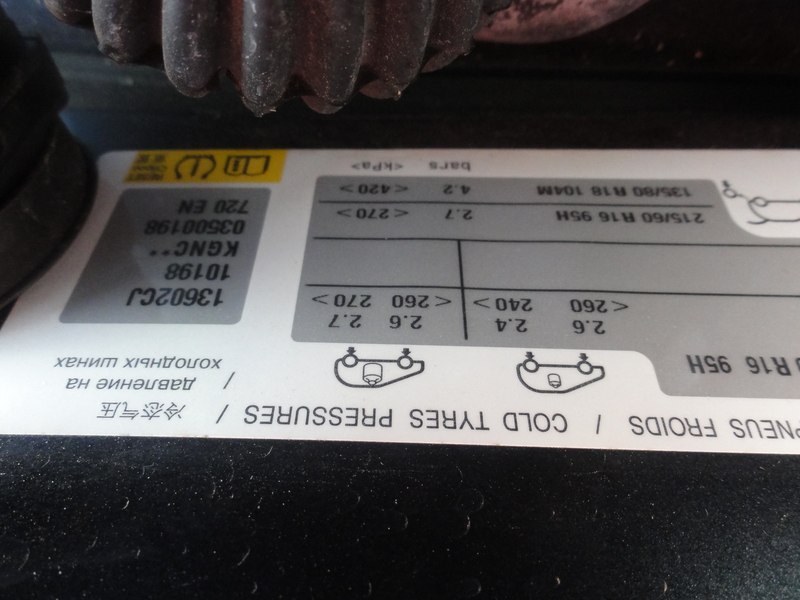 PNEUS FROIDS / COLD TYRES PRESSURES / 冷态气压
/ давление на
холодных шинах
R16 95H
2.6 2.4 2.6 2.7
<260 240> <260 270>
215/60 R16 95H 2.7 <270>
135/80 R18 104M 4.2 <420>
bars <kPa>
13602CJ
10198
KGNC**
03500198
720 EN
RESET